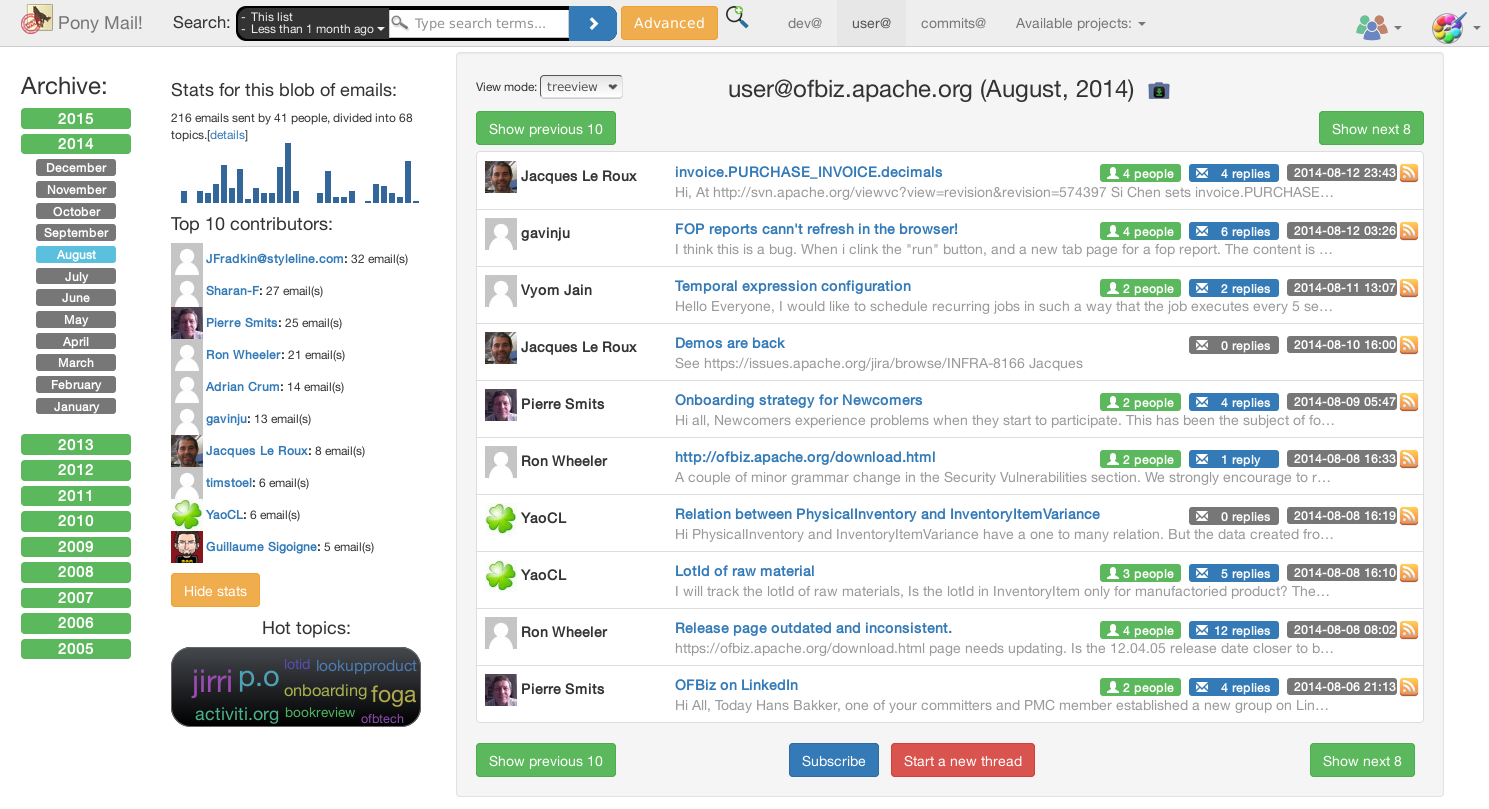 Pony Mail!
Search:
- This list
- Less than 1 month ago
Type search terms...
Advanced
dev@
user@
commits@
Available projects:
Archive:
2015
2014
December
November
October
September
August
July
June
May
April
March
February
January
2013
2012
2011
2010
2009
2008
2007
2006
2005
Stats for this blob of emails:
216 emails sent by 41 people, divided into 68
topics.[details]
Top 10 contributors:
JFradkin@styleline.com: 32 email(s)
Sharan-F: 27 email(s)
Pierre Smits: 25 email(s)
Ron Wheeler: 21 email(s)
Adrian Crum: 14 email(s)
gavinju: 13 email(s)
Jacques Le Roux: 8 email(s)
timstoel: 6 email(s)
YaoCL: 6 email(s)
Guillaume Sigoigne: 5 email(s)
Hide stats
Hot topics:
jirri p.o lotid lookupproduct
onboarding foga
activiti.org bookreview ofbtech
View mode: treeview
user@ofbiz.apache.org (August, 2014)
Show previous 10
Show next 8
Jacques Le Roux
invoice.PURCHASE_INVOICE.decimals
4 people
4 replies
2014-08-12 23:43
Hi, At http://svn.apache.org/viewvc?view=revision&revision=574397 Si Chen sets invoice.PURCHASE…
gavinju
FOP reports cann't refresh in the browser!
4 people
6 replies
2014-08-12 03:26
I think this is a bug. When i clink the "run" button, and a new tab page for a fop report. The content is …
Vyom Jain
Temporal expression configuration
2 people
2 replies
2014-08-11 13:07
Hello Everyone, I would like to schedule recurring jobs in such a way that the job executes every 5 se…
Jacques Le Roux
Demos are back
0 replies
2014-08-10 16:00
See https://issues.apache.org/jira/browse/INFRA-8166 Jacques
Pierre Smits
Onboarding strategy for Newcomers
2 people
4 replies
2014-08-09 05:47
Hi all, Newcomers experience problems when they start to participate. This has been the subject of fo…
Ron Wheeler
http://ofbiz.apache.org/download.html
2 people
1 reply
2014-08-08 16:33
A couple of minor grammar change in the Security Vulnerabilities section. We strongly encourage to r…
YaoCL
Relation between PhysicalInventory and InventoryItemVariance
0 replies
2014-08-08 16:19
Hi PhysicalInventory and InventoryItemVariance have a one to many relation. But the data created fro…
YaoCL
LotId of raw material
3 people
5 replies
2014-08-08 16:10
I will track the lotId of raw materials, Is the lotId in InventoryItem only for manufactoried product? The…
Ron Wheeler
Release page outdated and inconsistent.
4 people
12 replies
2014-08-08 08:02
https://ofbiz.apache.org/download.html page needs updating. Is the 12.04.05 release date closer to b…
Pierre Smits
OFBiz on LinkedIn
2 people
4 replies
2014-08-06 21:13
Hi All, Today Hans Bakker, one of your committers and PMC member established a new group on Lin…
Show previous 10
Subscribe
Start a new thread
Show next 8